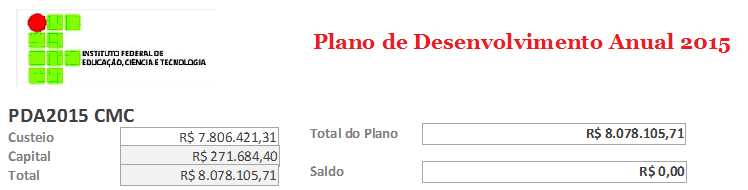 Plano de Desenvolvimento Anual 2015
INSTITUTO FEDERAL DE
EDUCAÇÃO, CIÊNCIA E TECNOLOGIA
PDA2015 CMC
Custeio R$ 7.806.421,31
Capital R$ 271.684,40
Total R$ 8.078.105,71
Total do Plano R$ 8.078.105,71
Saldo R$ 0,00